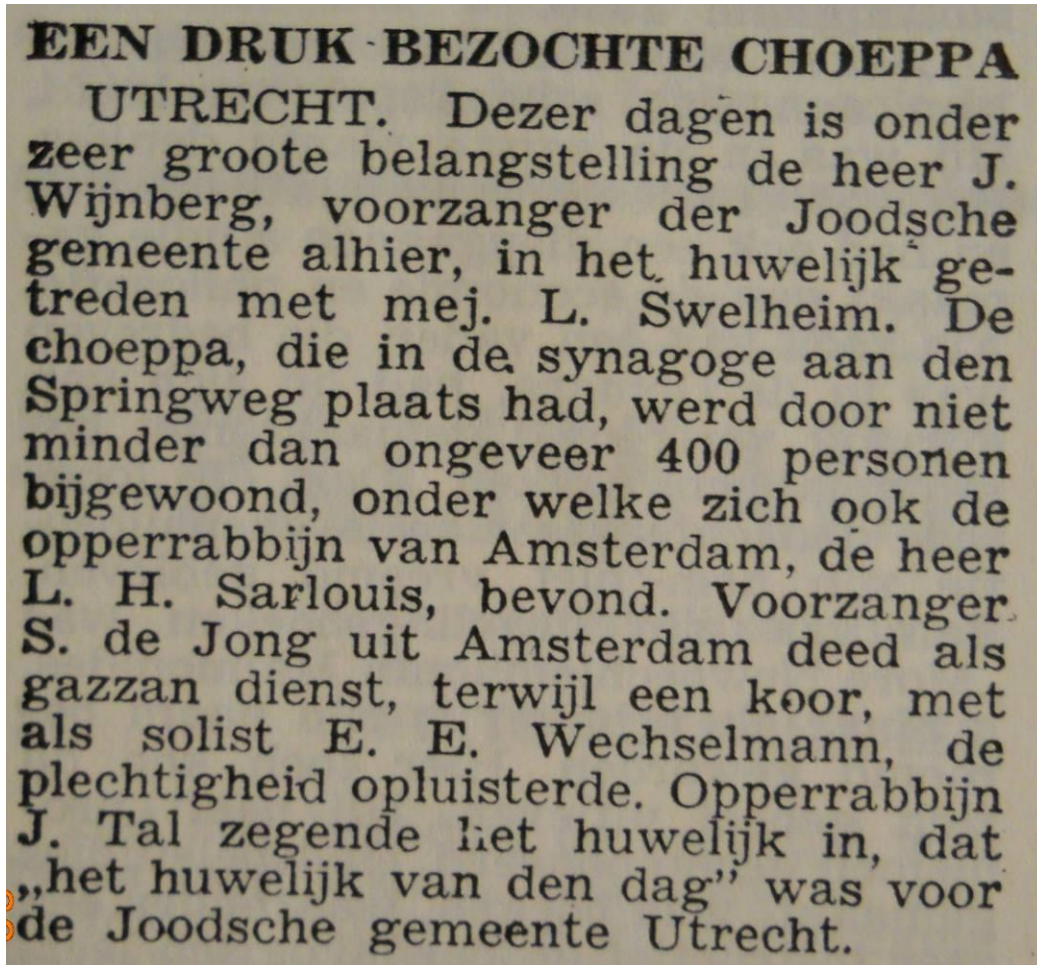 EEN DRUK BEZOCHTE CHOEPPA
UTRECHT. Dezer dagen is onder
zeer groote belangstelling de heer J.
Wijnberg, voorzanger der Joodsche
gemeente alhier, in het huwelijk ge-
treden met mej. L. Swelheim. De
choeppa, die in de synagoge aan den
Springweg plaats had, werd door niet
minder dan ongeveer 400 personen
bijgewoond, onder welke zich ook de
opperrabbijn van Amsterdam, de heer
L. H. Sarlouis, bevond. Voorzanger
S. de Jong uit Amsterdam deed als
gazzan dienst, terwijl een koor, met
als solist E. E. Wechselmann, de
plechtigheid opluisterde. Opperrabbijn
J. Tal zegende het huwelijk in, dat
„het huwelijk van den dag” was voor
de Joodsche gemeente Utrecht.